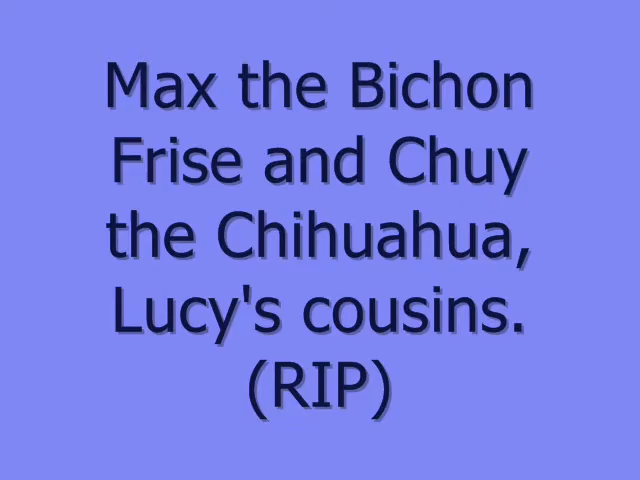 Max the Bichon
Frise and Chuy
the Chihuahua,
Lucy's cousins.
(RIP)